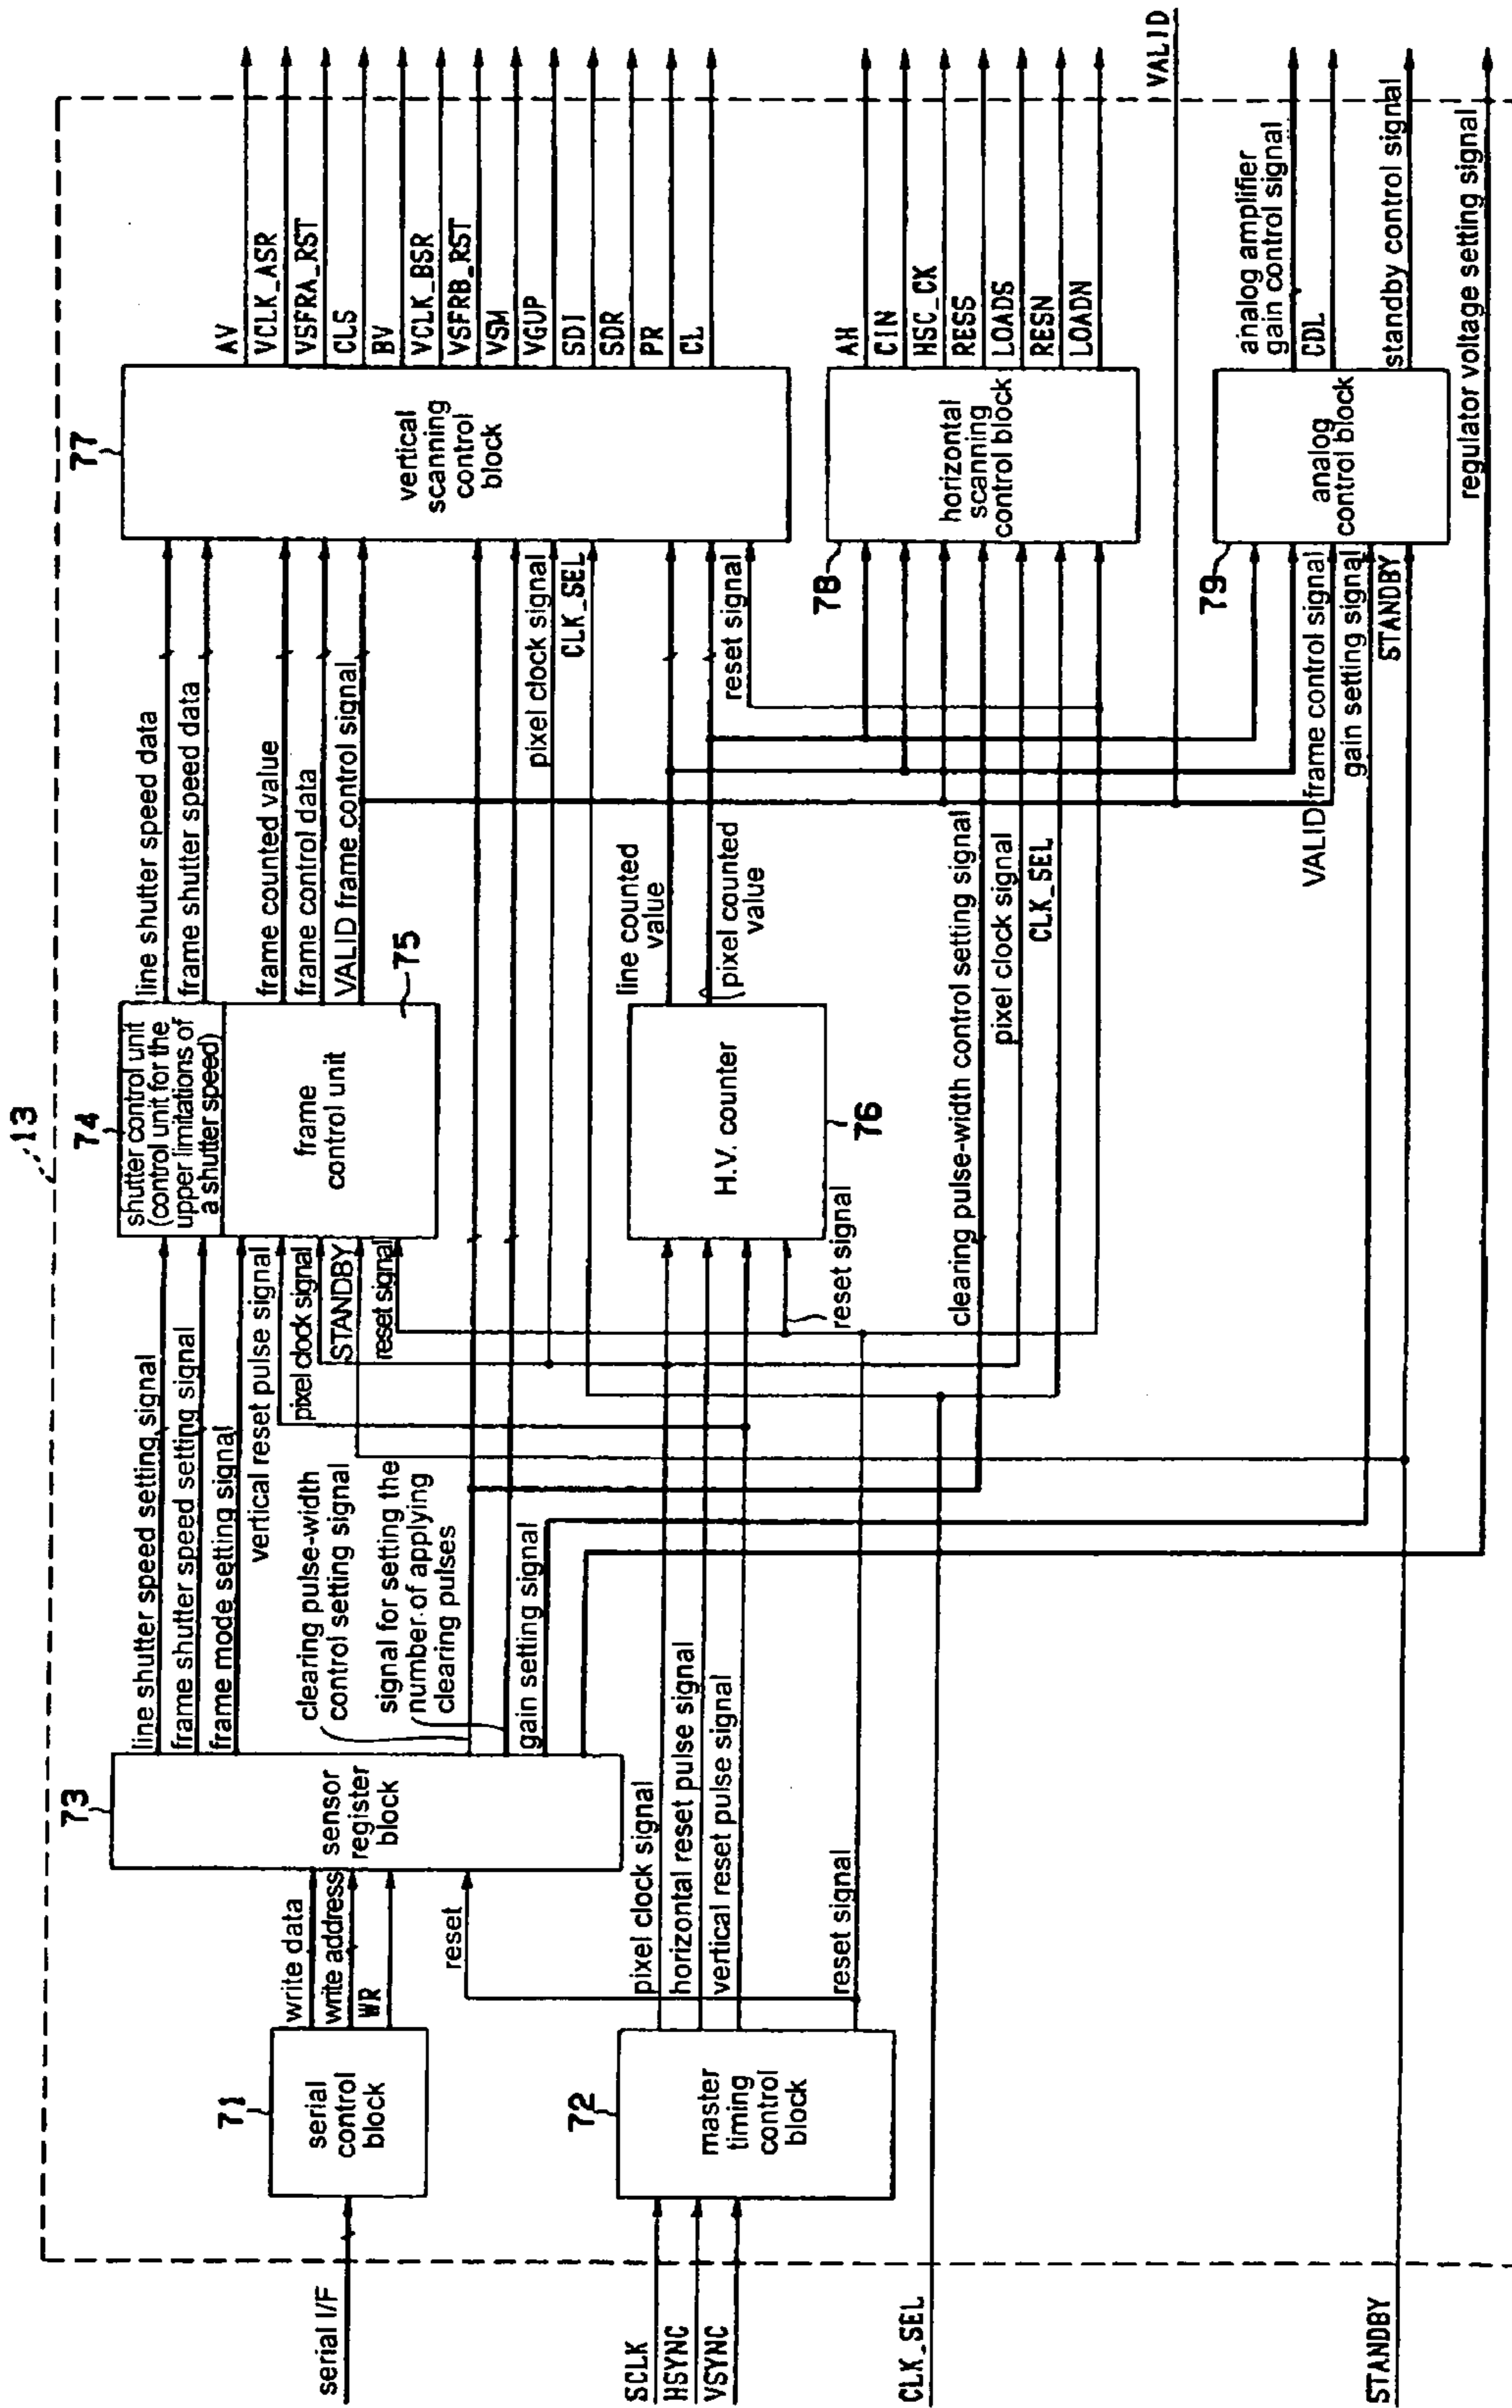 13
serial I/F
SCLK
HSYNC
VSYNC
CLK_SEL
STANDBY
71
serial
control
block
write data
write address
WR
reset
72
master
timing
control
block
pixel clock signal
horizontal reset pulse signal
vertical reset pulse signal
reset signal
73
sensor
register
block
line shutter speed setting signal
frame shutter speed setting signal
frame mode setting signal
vertical reset pulse signal
pixel clock signal
STANDBY
reset signal
clearing pulse-width
control setting signal
signal for setting the
number of applying
clearing pulses
gain setting signal
74
shutter control unit
(control unit for the
upper limitations of
a shutter speed)
frame
control unit
75
line shutter speed data
frame shutter speed data
frame counted value
frame control data
VALID frame control signal
H.V. counter
76
reset signal
line counted
value
pixel counted
value
pixel clock signal
CLK_SEL
reset signal
clearing pulse-width control setting signal
pixel clock signal
CLK_SEL
VALID frame control signal
gain setting signal
STANDBY
77
vertical
scanning
control
block
AV
VCLK_ASR
VSFRA_RST
CLS
BV
VCLK_BSR
VSFRB_RST
VSM
VGUP
SDI
SDR
PR
CL
78
horizontal
scanning
control block
AH
CIN
HSC_CK
RESS
LOADS
RESN
LOADN
VALID
79
analog
control block
analog amplifier
gain control signal
CDL
standby control signal
regulator voltage setting signal